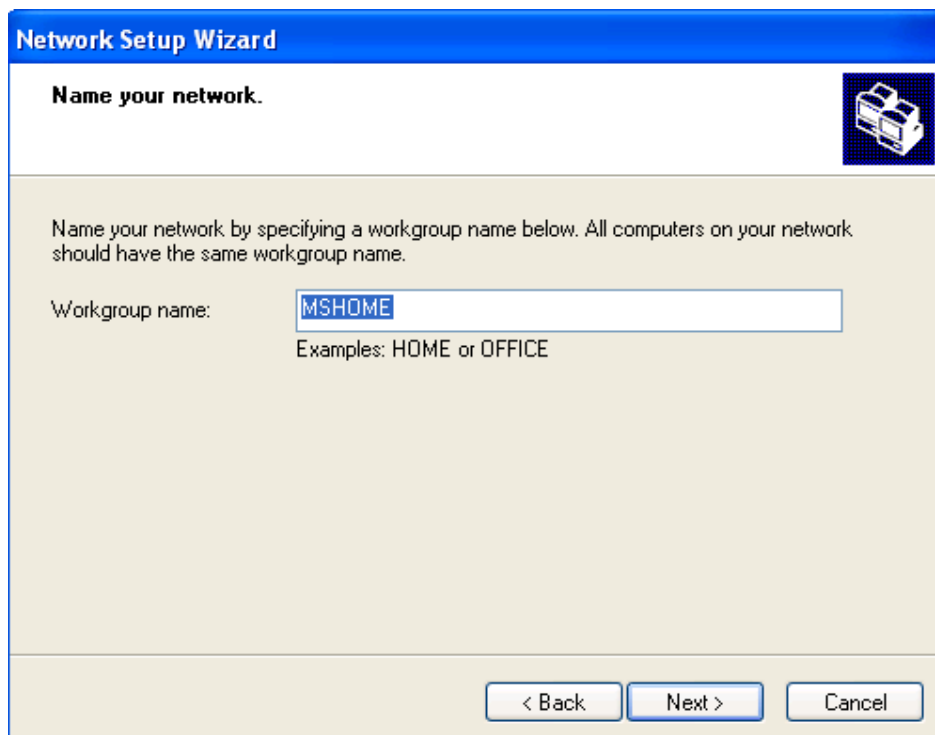 Network Setup Wizard
Name your network.
Name your network by specifying a workgroup name below. All computers on your network
should have the same workgroup name.
Workgroup name: MSHOME
Examples: HOME or OFFICE
< Back Next > Cancel